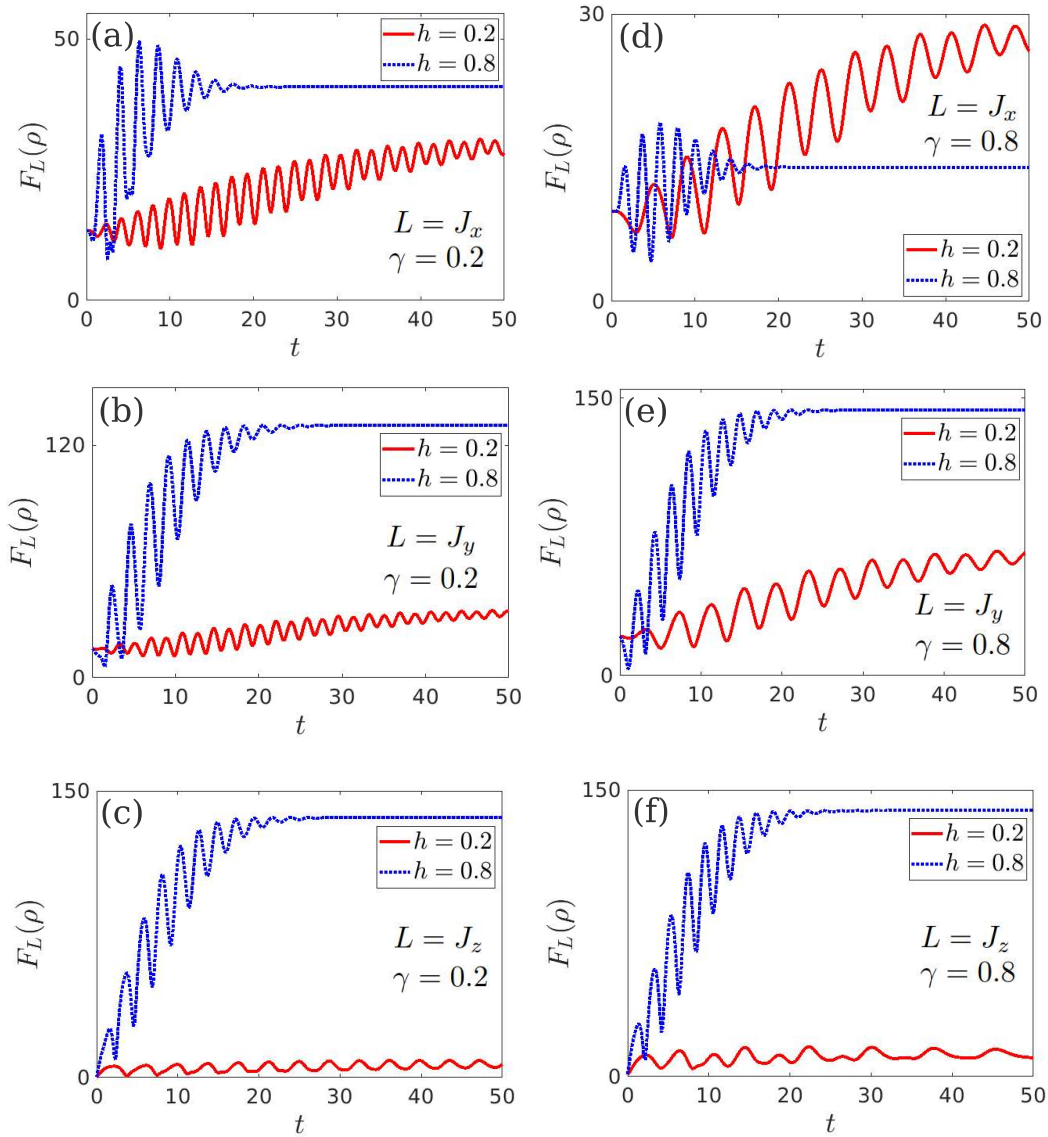 (a)
50
0
F_L(ρ)
h = 0.2
h = 0.8
L = J_x
γ = 0.2
0 10 20 30 40 50
t
(d)
30
0
F_L(ρ)
L = J_x
γ = 0.8
h = 0.2
h = 0.8
0 10 20 30 40 50
t
(b)
120
0
F_L(ρ)
h = 0.2
h = 0.8
L = J_y
γ = 0.2
0 10 20 30 40 50
t
(e)
150
0
F_L(ρ)
h = 0.2
h = 0.8
L = J_y
γ = 0.8
0 10 20 30 40 50
t
(c)
150
0
F_L(ρ)
h = 0.2
h = 0.8
L = J_z
γ = 0.2
0 10 20 30 40 50
t
(f)
150
0
F_L(ρ)
h = 0.2
h = 0.8
L = J_z
γ = 0.8
0 10 20 30 40 50
t